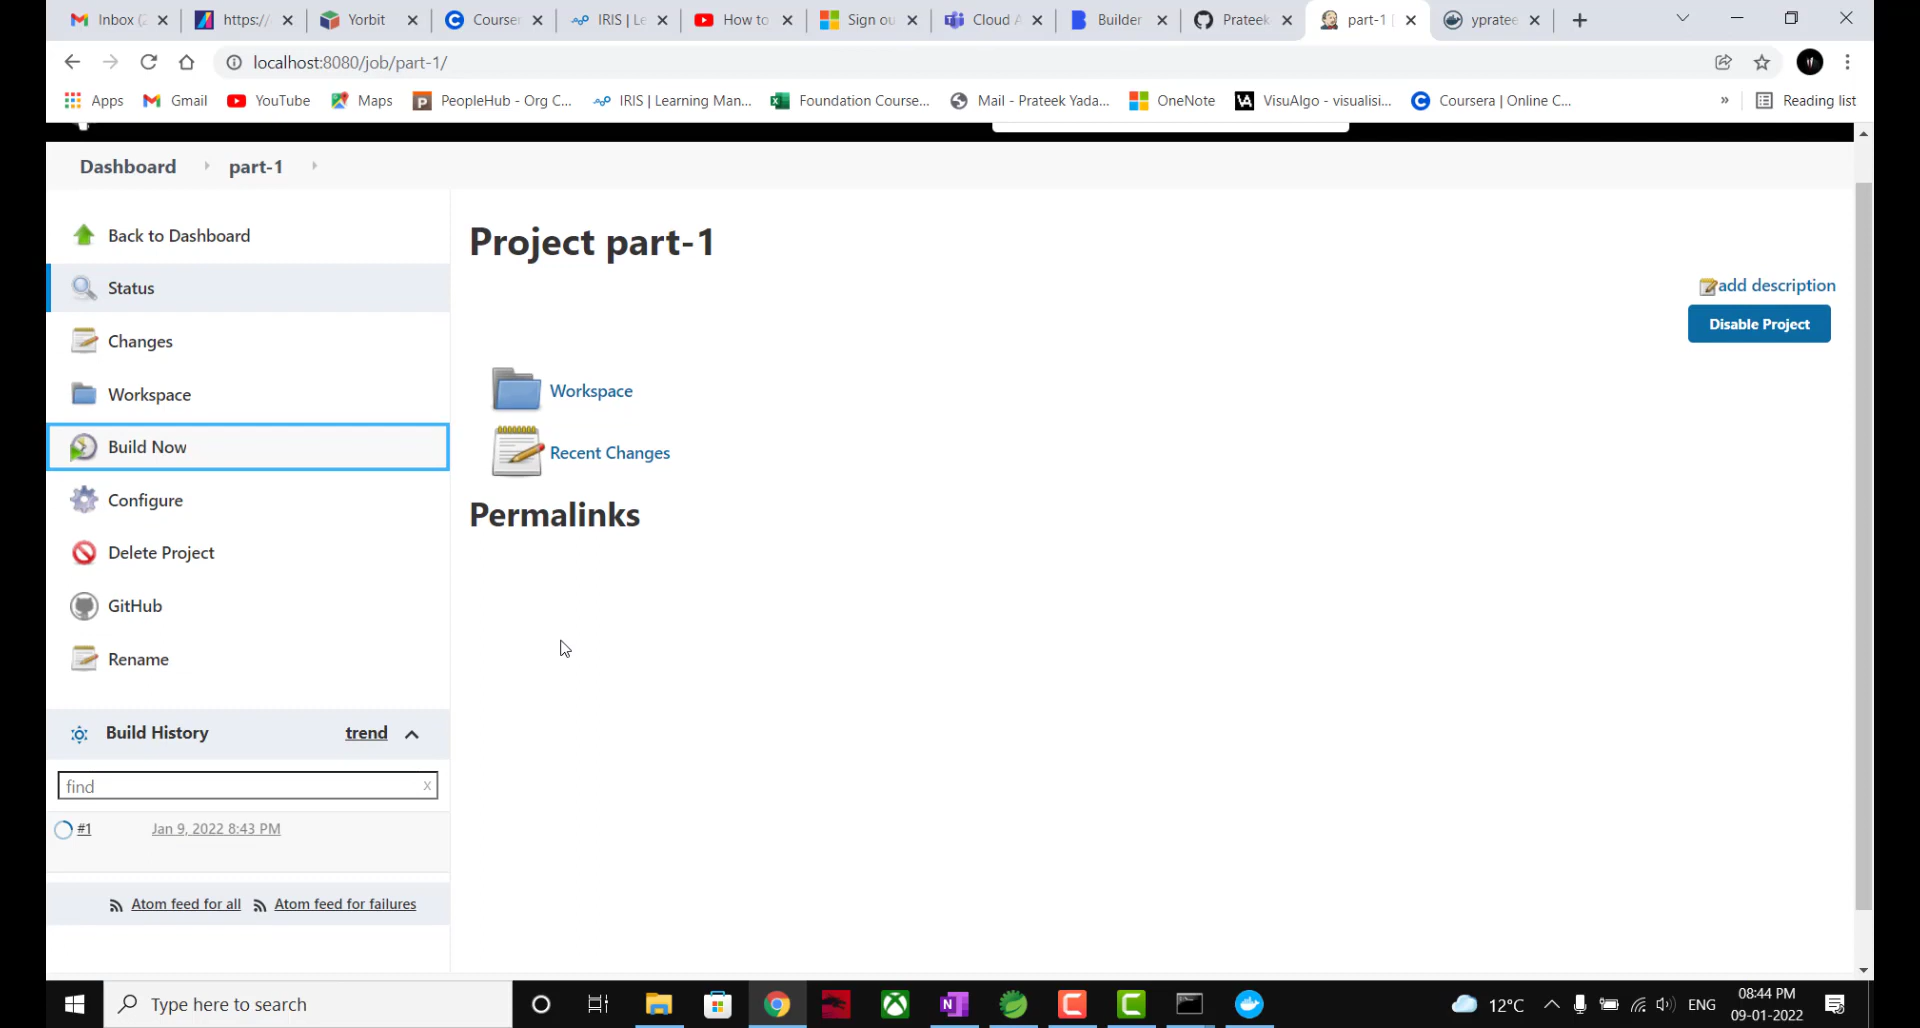 Inbox (2
https://
Yorbit
Courser
IRIS | Le
How to
Sign ou
Cloud A
Builder
Prateek
part-1 [
ypratee
localhost:8080/job/part-1/
Apps
Gmail
YouTube
Maps
PeopleHub - Org C...
IRIS | Learning Man...
Foundation Course...
Mail - Prateek Yada...
OneNote
VisuAlgo - visualisi...
Coursera | Online C...
»
Reading list
Dashboard
part-1
Back to Dashboard
Status
Changes
Workspace
Build Now
Configure
Delete Project
GitHub
Rename
Build History
trend
find
x
#1
Jan 9, 2022 8:43 PM
Atom feed for all
Atom feed for failures
Project part-1
add description
Disable Project
Workspace
Recent Changes
Permalinks
Type here to search
12°C
ENG
08:44 PM
09-01-2022